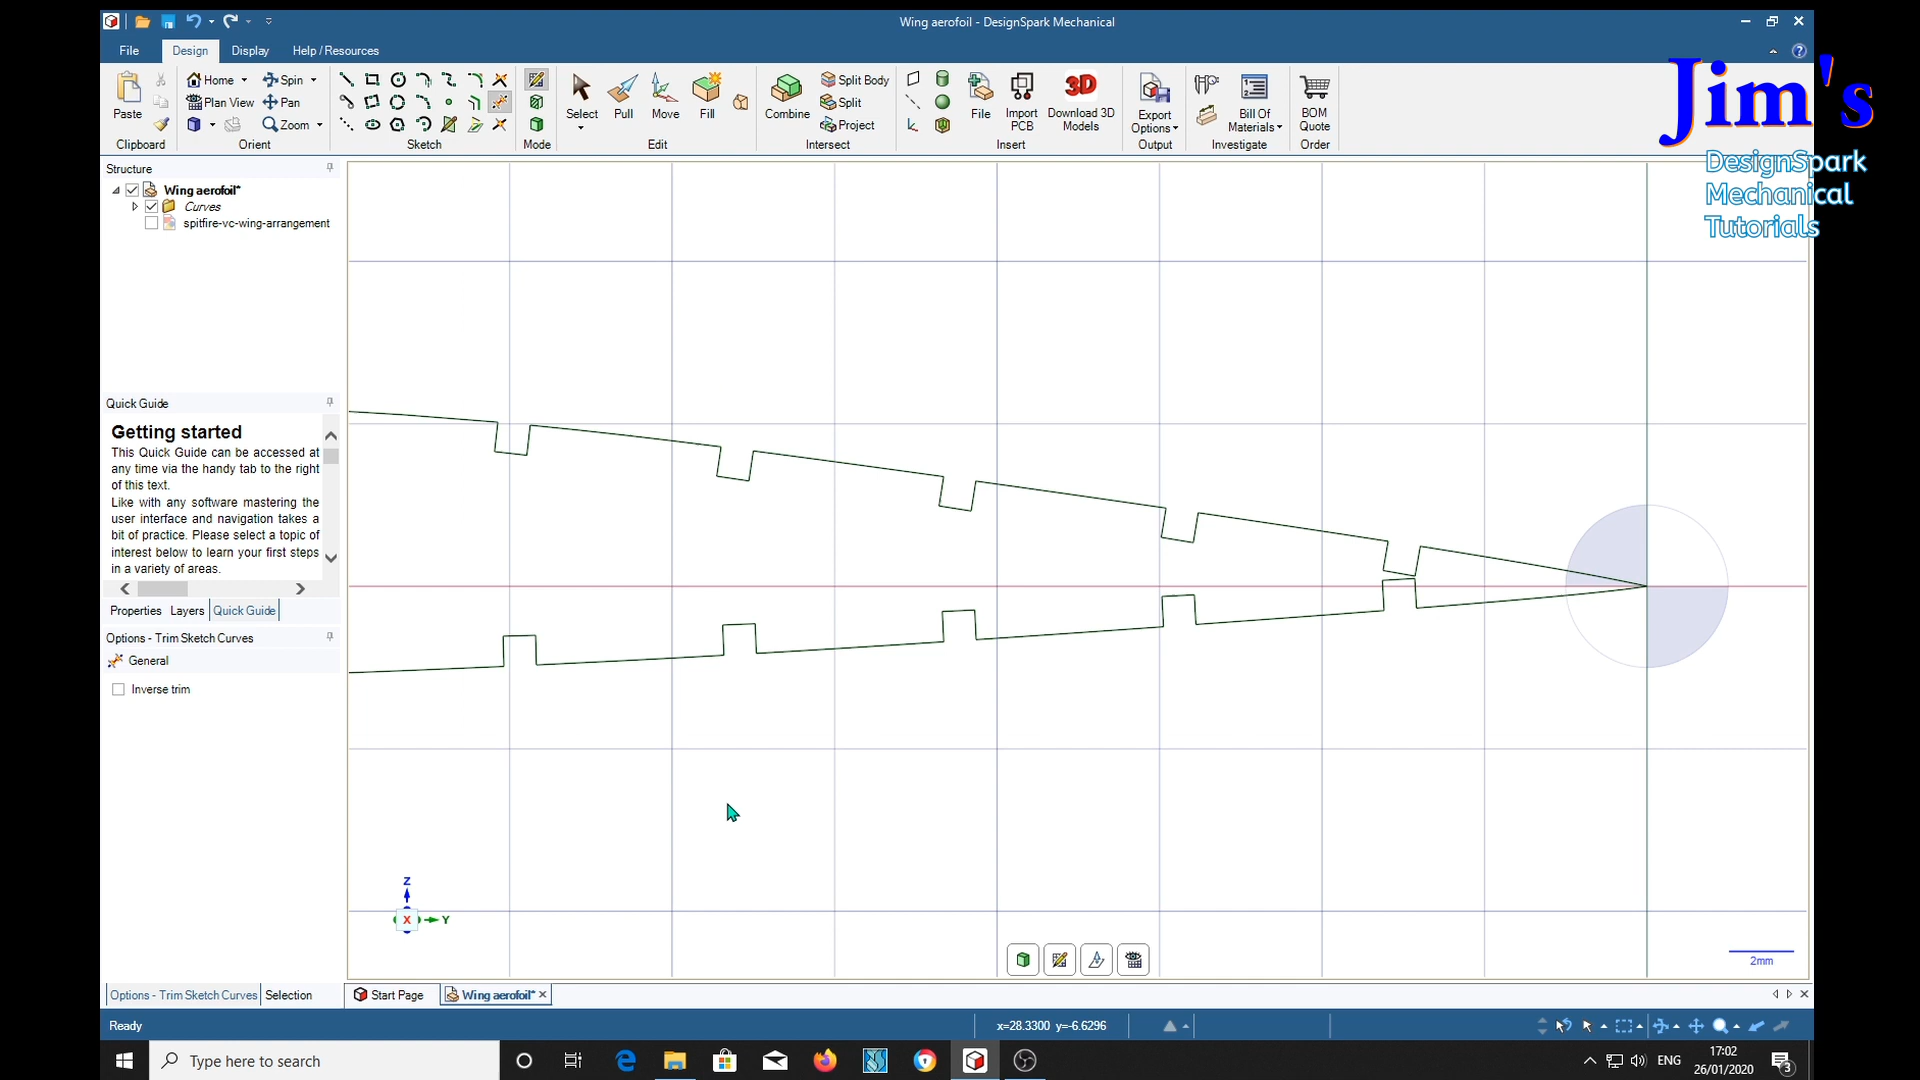 Wing aerofoil - DesignSpark Mechanical
File Design Display Help / Resources
Paste
Clipboard
Home Spin
Plan View Pan
Zoom
Orient
Sketch
Mode
Select Pull Move Fill
Edit
Combine
Split Body
Split
Project
Intersect
File
Import PCB
Download 3D Models
3D
Insert
Export Options
Output
Bill Of Materials
Investigate
BOM Quote
Order
Jim's
DesignSpark
Mechanical
Tutorials
Structure
Wing aerofoil*
Curves
spitfire-vc-wing-arrangement
Quick Guide
Getting started
This Quick Guide can be accessed at
any time via the handy tab to the right
of this text.
Like with any software mastering the
user interface and navigation takes a
bit of practice. Please select a topic of
interest below to learn your first steps
in a variety of areas.
Properties Layers Quick Guide
Options - Trim Sketch Curves
General
Inverse trim
Z
X
Y
2mm
Options - Trim Sketch Curves Selection
Start Page Wing aerofoil*
Ready
x=28.3300 y=-6.6296
Type here to search
ENG
17:02
26/01/2020
3